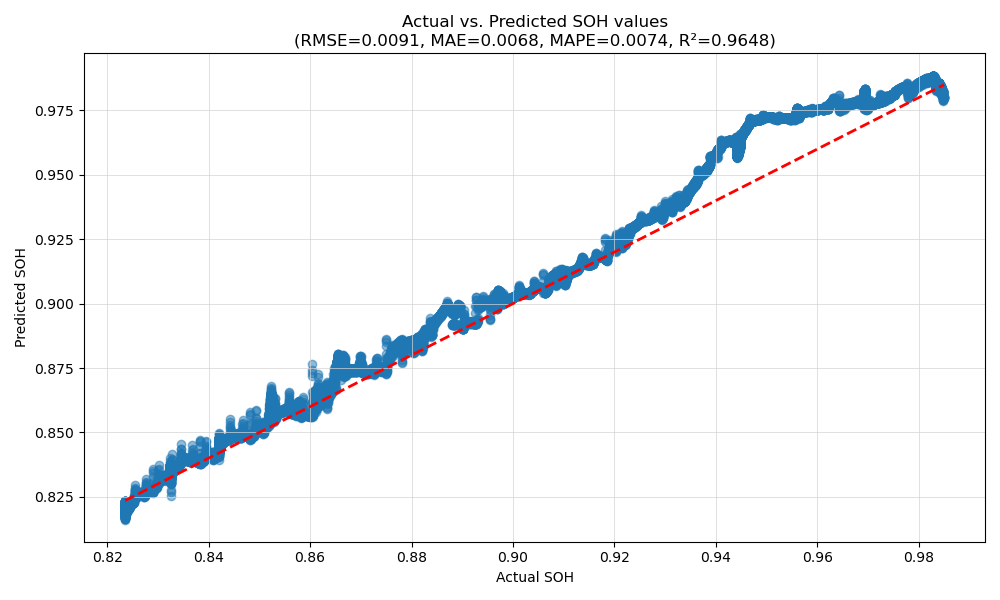 Actual vs. Predicted SOH values
(RMSE=0.0091, MAE=0.0068, MAPE=0.0074, R²=0.9648)
Predicted SOH
0.975
0.950
0.925
0.900
0.875
0.850
0.825
0.82 0.84 0.86 0.88 0.90 0.92 0.94 0.96 0.98
Actual SOH